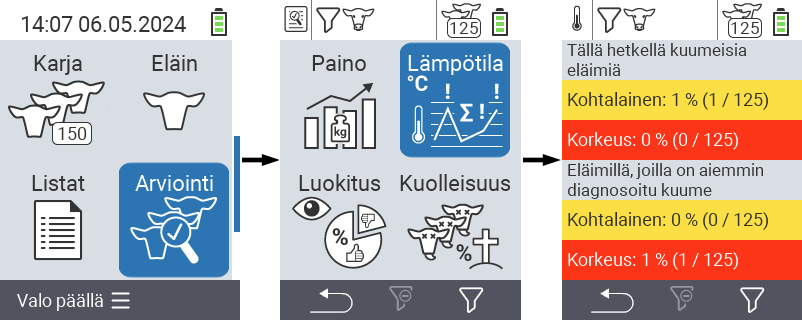 14:07 06.05.2024
Karja
Eläin
150
Listat
Arviointi
Valo päällä
125
Paino
Lämpötila
°C
! Σ ! !
kg
Luokitus
Kuolleisuus
%
%
125
Tällä hetkellä kuumeisia
eläimiä
Kohtalainen: 1 % (1 / 125)
Korkeus: 0 % (0 / 125)
Eläimillä, joilla on aiemmin
diagnosoitu kuume
Kohtalainen: 0 % (0 / 125)
Korkeus: 1 % (1 / 125)